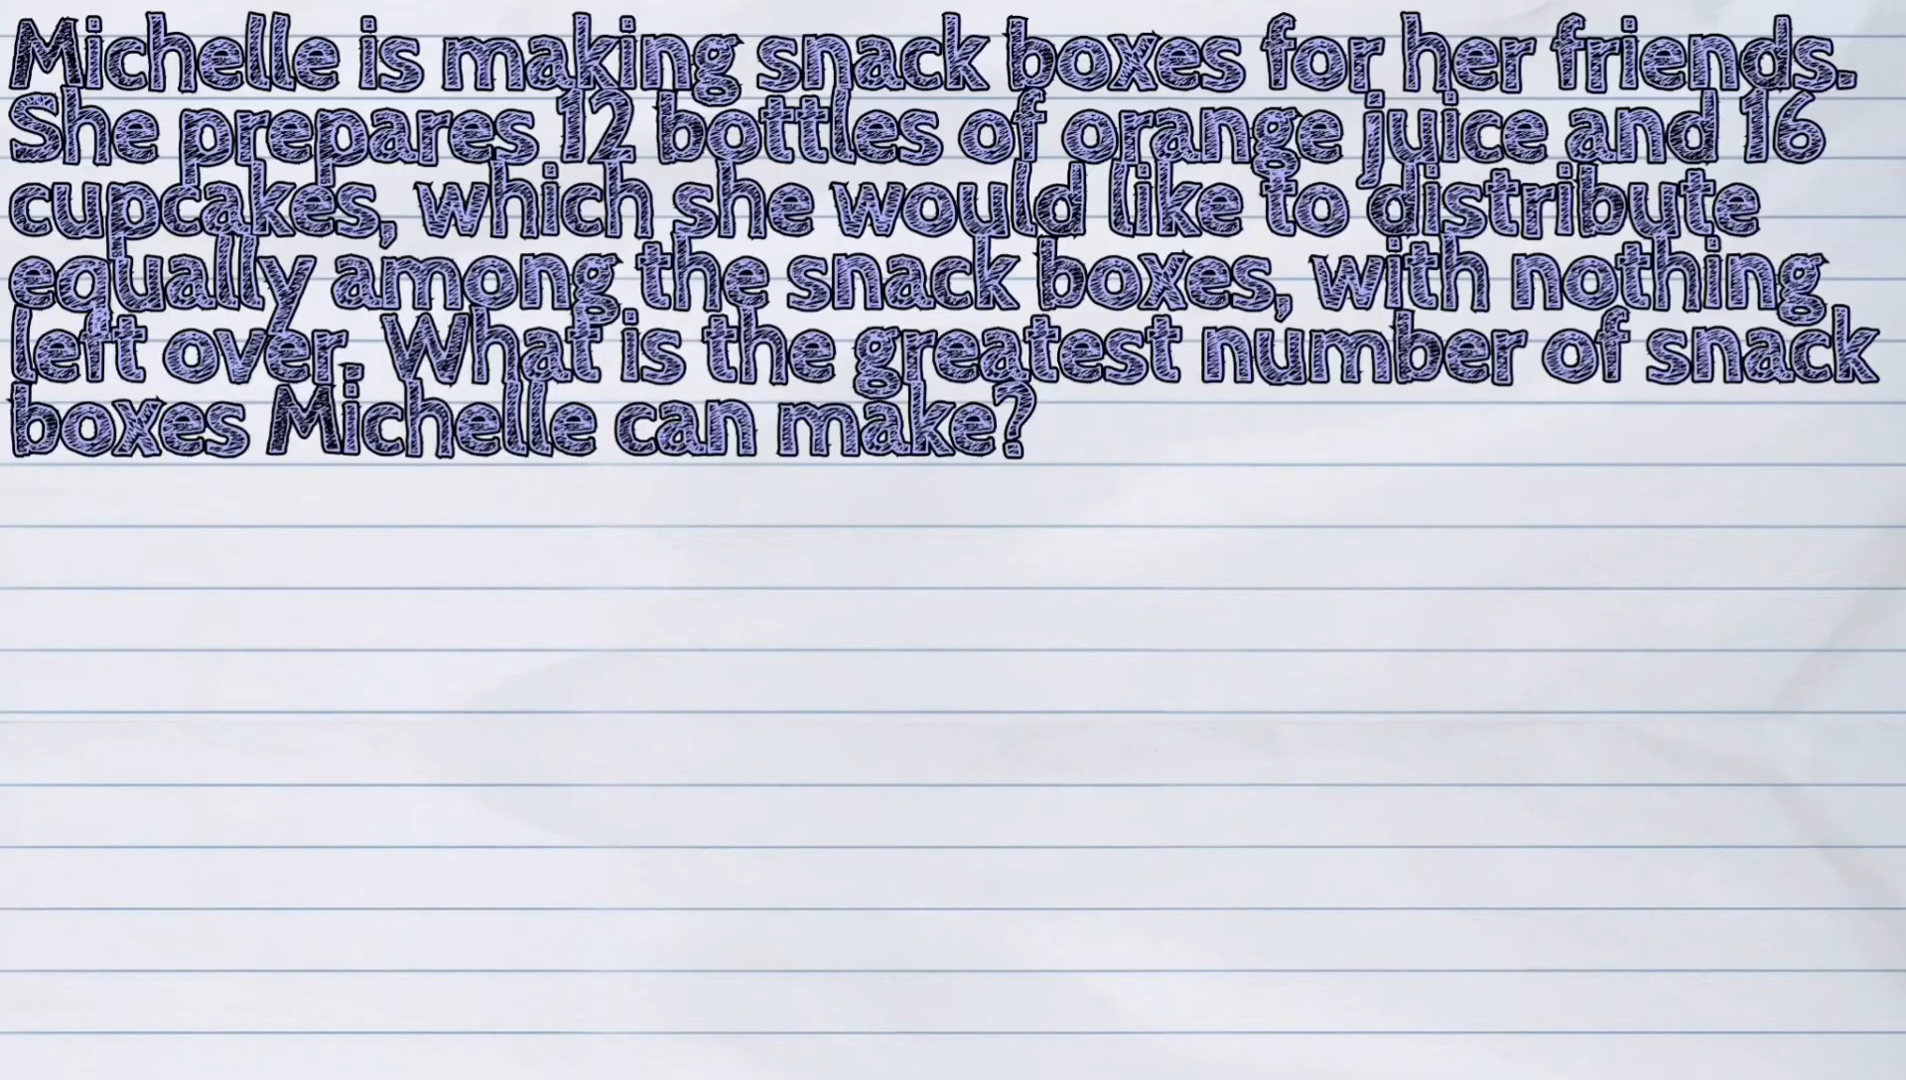 Michelle is making snack boxes for her friends.
She prepares 12 bottles of orange juice and 16
cupcakes, which she would like to distribute
equally among the snack boxes, with nothing
left over. What is the greatest number of snack
boxes Michelle can make?